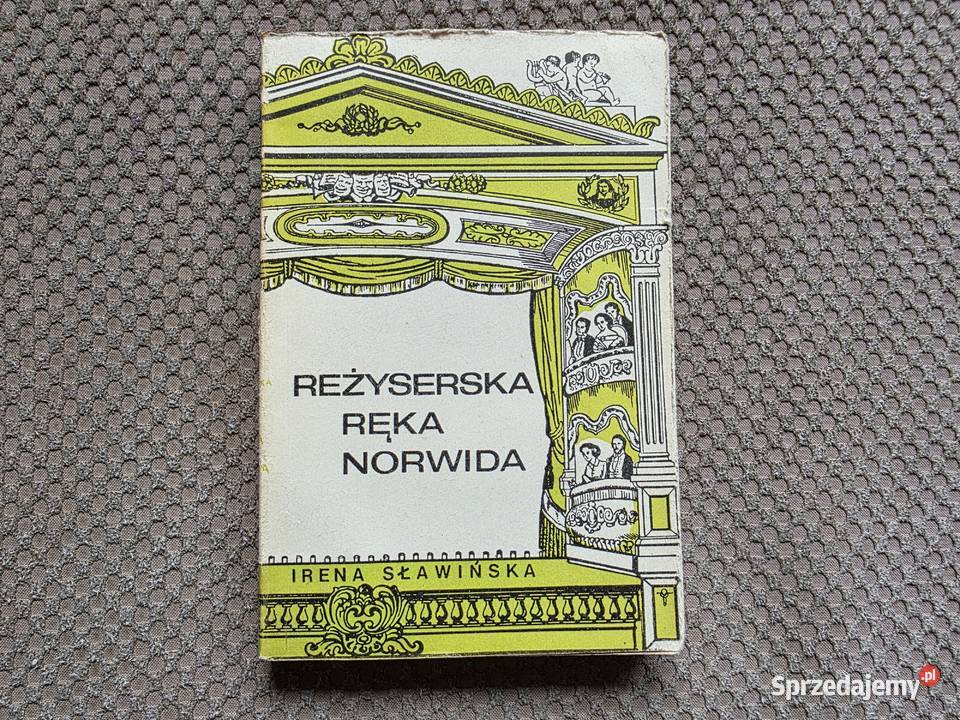 REŻYSERSKA
RĘKA
NORWIDA
IRENA SŁAWIŃSKA
Sprzedajemy.pl